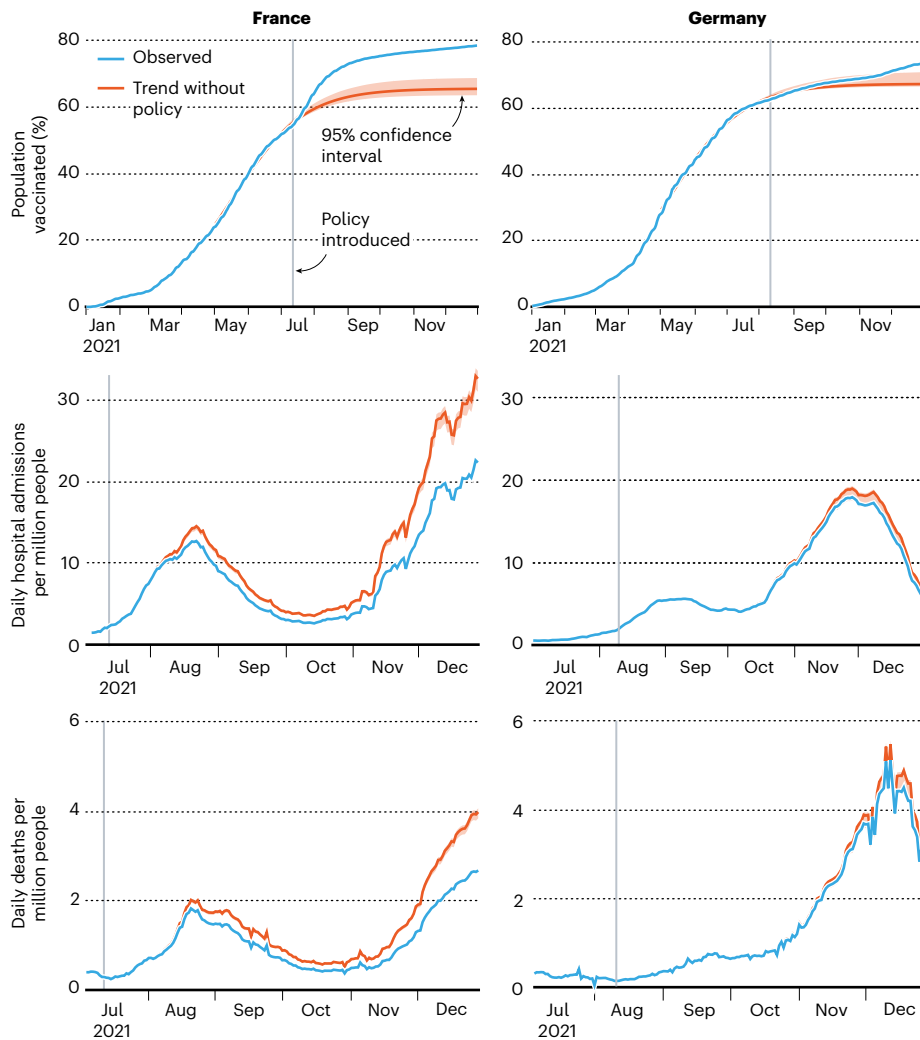 France
Germany
Population
vaccinated (%)
80
60
40
20
0
Observed
Trend without
policy
95% confidence
interval
Policy
introduced
Jan
Mar
May
Jul
Sep
Nov
2021
80
60
40
20
0
Jan
Mar
May
Jul
Sep
Nov
2021
Daily hospital admissions
per million people
30
20
10
0
Jul
Aug
Sep
Oct
Nov
Dec
2021
30
20
10
0
Jul
Aug
Sep
Oct
Nov
Dec
2021
Daily deaths per
million people
6
4
2
0
Jul
Aug
Sep
Oct
Nov
Dec
2021
6
4
2
0
Jul
Aug
Sep
Oct
Nov
Dec
2021